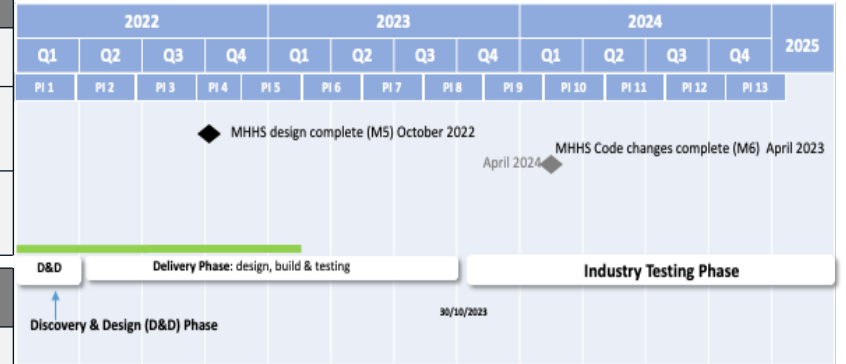 2022 2023 2024 2025
Q1 Q2 Q3 Q4 Q1 Q2 Q3 Q4 Q1 Q2 Q3 Q4
PI 1 PI 2 PI 3 PI 4 PI 5 PI 6 PI 7 PI 8 PI 9 PI 10 PI 11 PI 12 PI 13
MHHS design complete (M5) October 2022
MHHS Code changes complete (M6) April 2023
April 2024
D&D
Delivery Phase: design, build & testing
Industry Testing Phase
30/10/2023
Discovery & Design (D&D) Phase